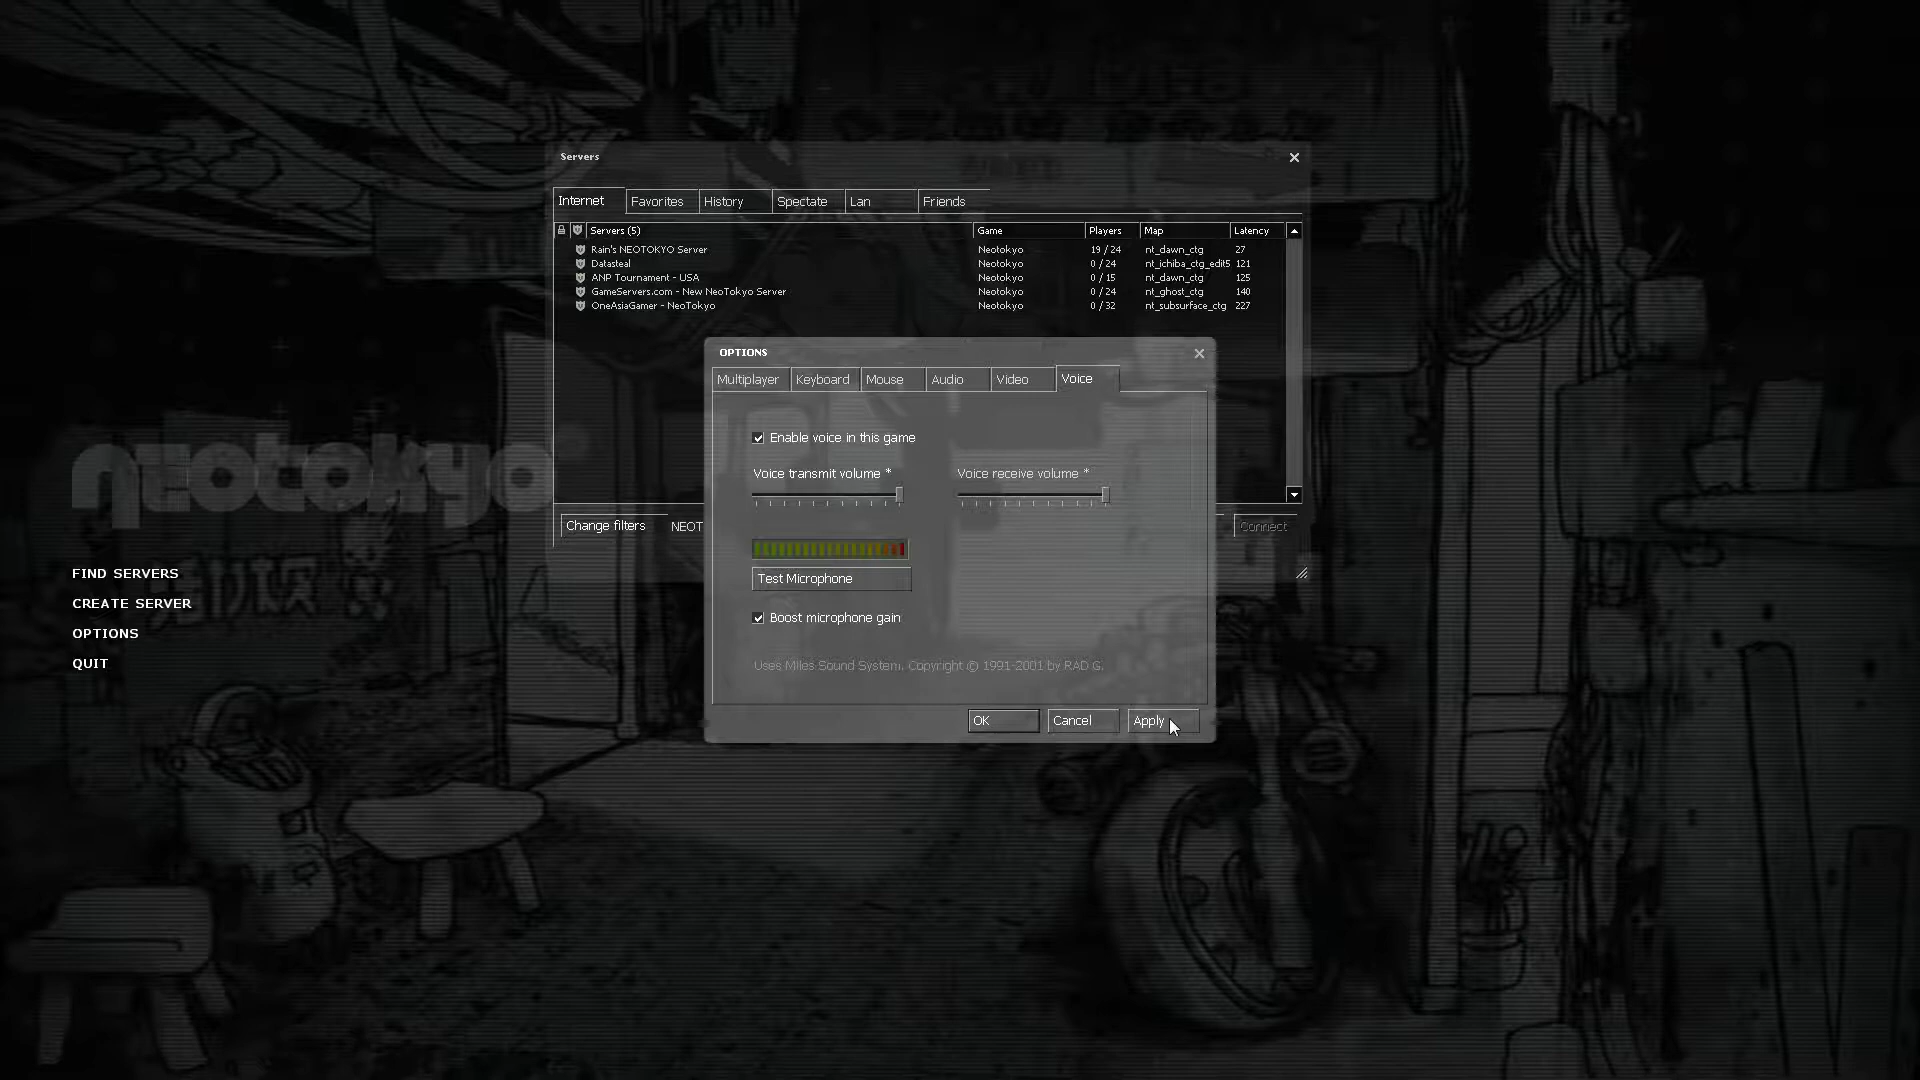 Servers
Internet Favorites History Spectate Lan Friends
Servers (5) Game Players Map Latency
Rain's NEOTOKYO Server Neotokyo 19 / 24 nt_dawn_ctg 27
Datasteal Neotokyo 0 / 24 nt_ichiba_ctg_edit5 121
ANP Tournament - USA Neotokyo 0 / 15 nt_dawn_ctg 125
GameServers.com - New NeoTokyo Server Neotokyo 0 / 24 nt_ghost_ctg 140
OneAsiaGamer - NeoTokyo Neotokyo 0 / 32 nt_subsurface_ctg 227
Change filters NEOT Connect
OPTIONS
Multiplayer Keyboard Mouse Audio Video Voice
Enable voice in this game
Voice transmit volume * Voice receive volume *
Test Microphone
Boost microphone gain
Uses Miles Sound System. Copyright © 1991-2001 by RAD G.
OK Cancel Apply
neotokyo
FIND SERVERS
CREATE SERVER
OPTIONS
QUIT